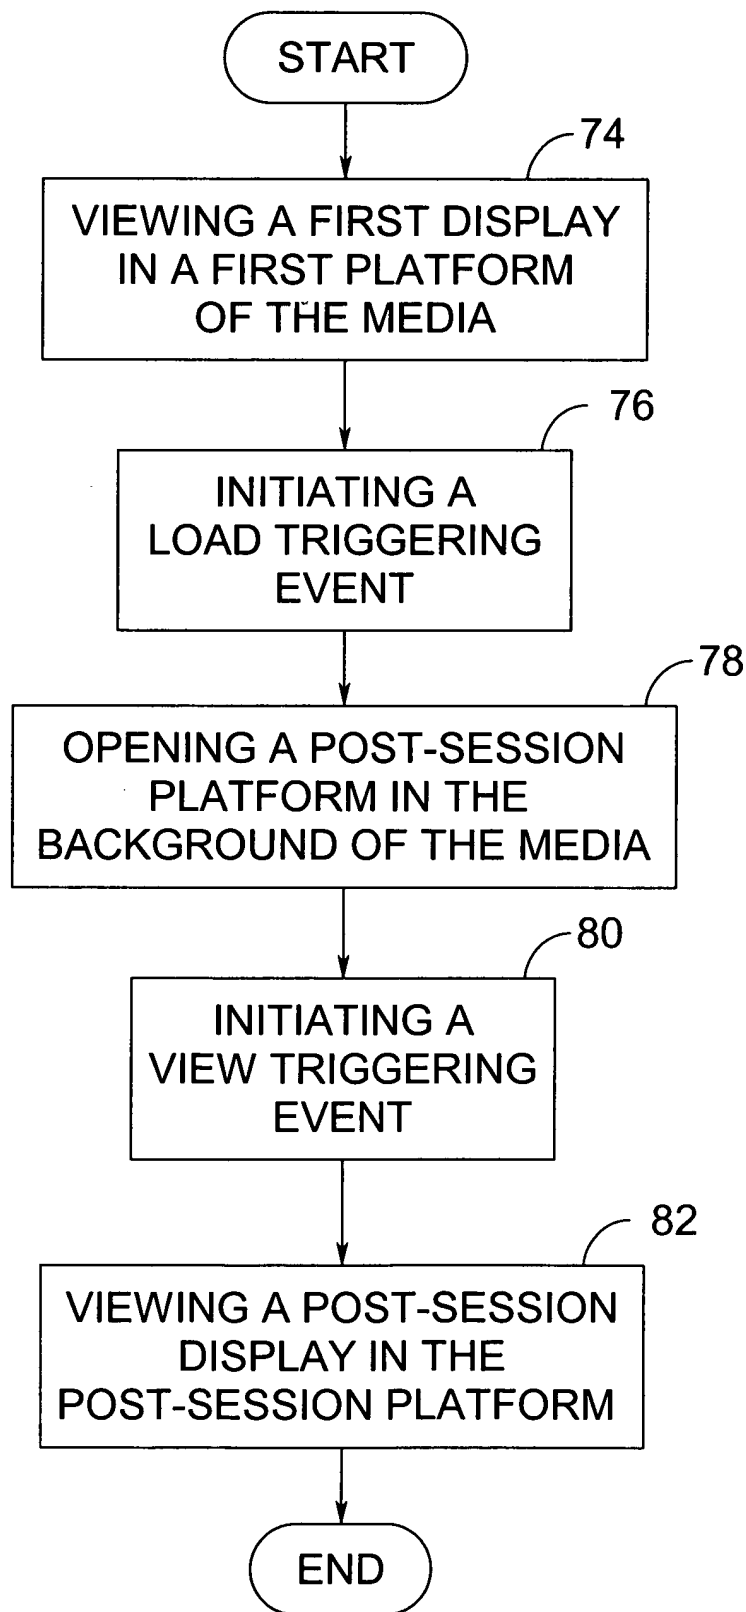 START
74
VIEWING A FIRST DISPLAY
IN A FIRST PLATFORM
OF THE MEDIA
76
INITIATING A
LOAD TRIGGERING
EVENT
78
OPENING A POST-SESSION
PLATFORM IN THE
BACKGROUND OF THE MEDIA
80
INITIATING A
VIEW TRIGGERING
EVENT
82
VIEWING A POST-SESSION
DISPLAY IN THE
POST-SESSION PLATFORM
END